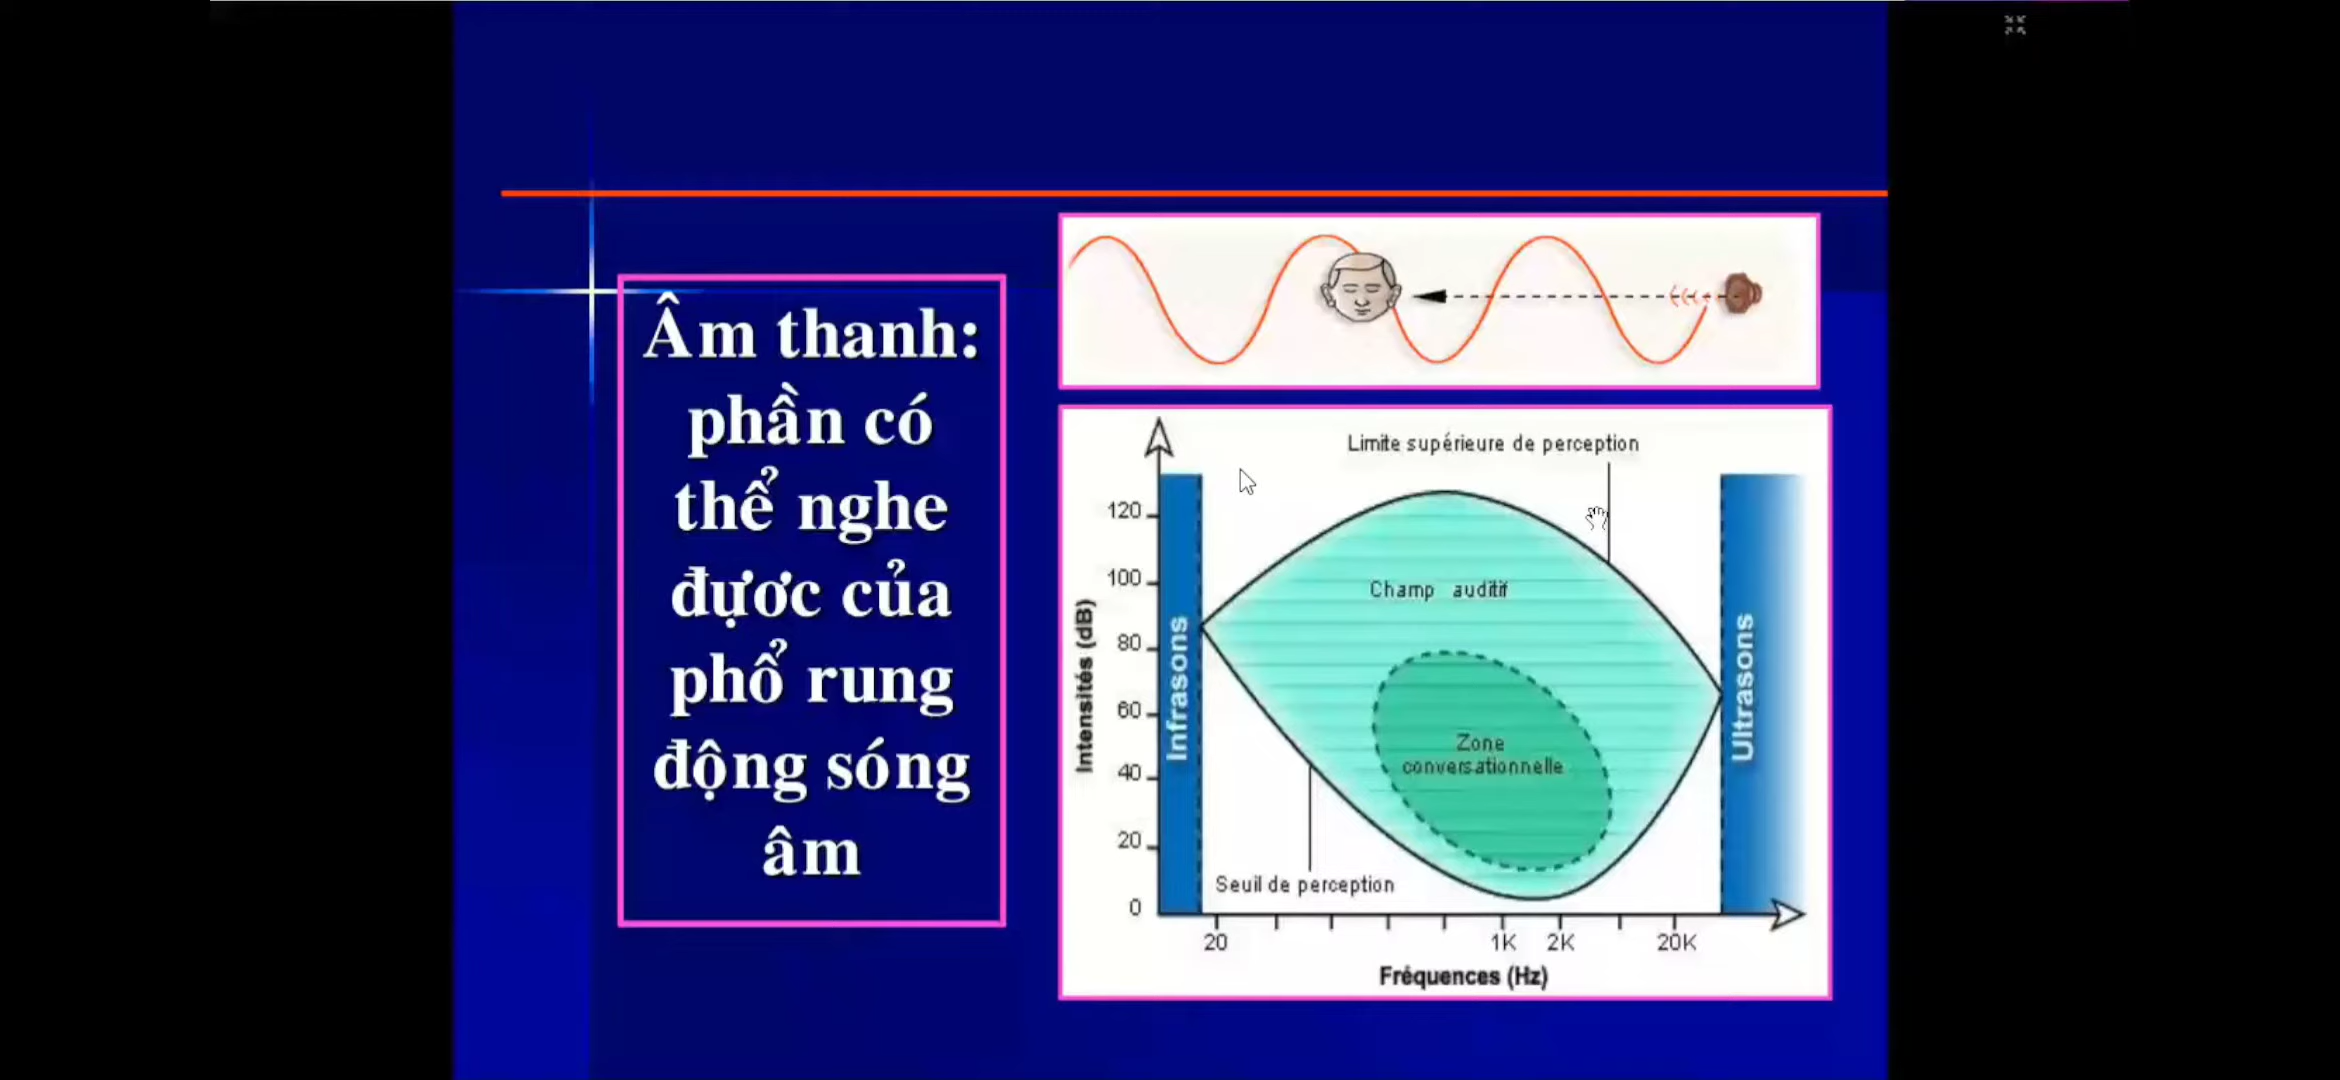 Âm thanh:
phần có
thể nghe
đựơc của
phổ rung
động sóng
âm
Limite supérieure de perception
120
100
80
60
40
20
0
Intensités (dB)
Infrasons
Champ auditif
Zone
conversationnelle
Seuil de perception
Ultrasons
20
1K
2K
20K
Fréquences (Hz)